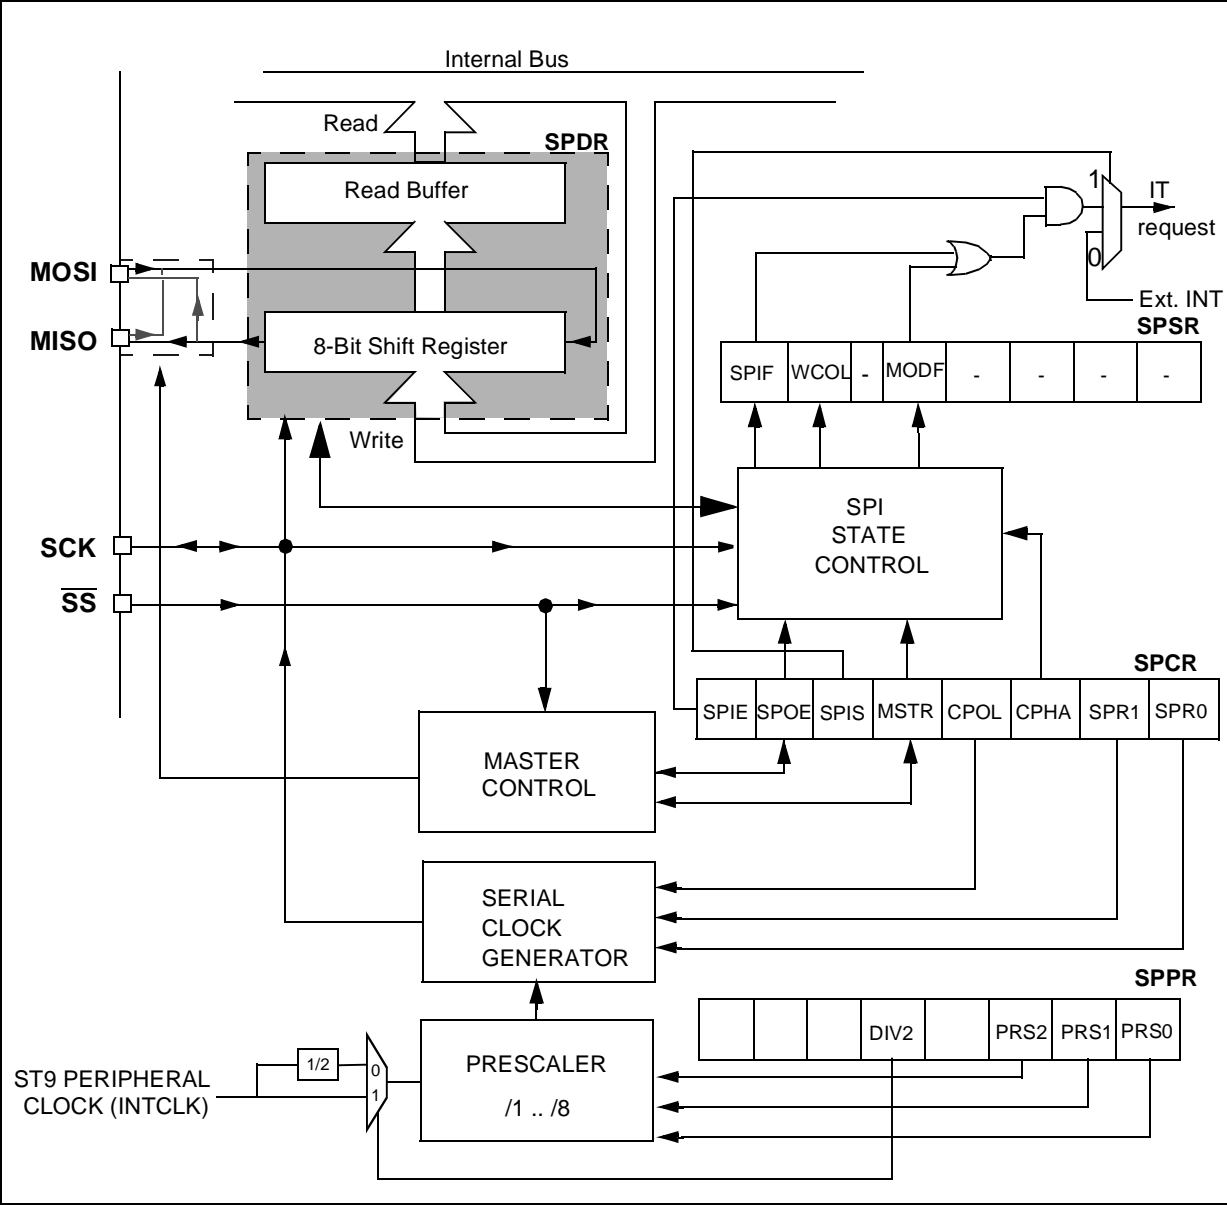 Internal Bus
Read
SPDR
Read Buffer
1
IT
request
MOSI
0
Ext. INT
SPSR
MISO
8-Bit Shift Register
SPIF WCOL - MODF - - - -
Write
SPI
STATE
CONTROL
SCK
SS
SPCR
SPIE SPOE SPIS MSTR CPOL CPHA SPR1 SPR0
MASTER
CONTROL
SERIAL
CLOCK
GENERATOR
SPPR
DIV2 PRS2 PRS1 PRS0
1/2
0
1
PRESCALER
/1 .. /8
ST9 PERIPHERAL
CLOCK (INTCLK)